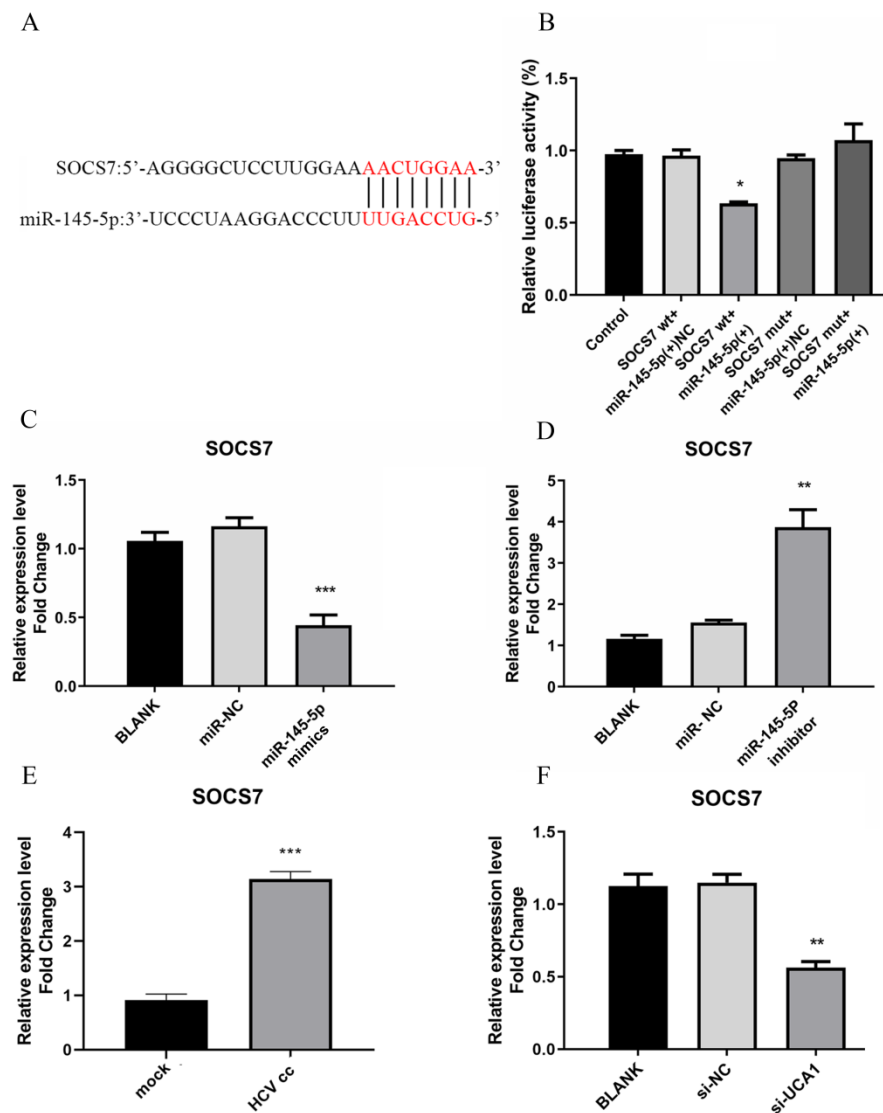 A
SOCS7:5’-AGGGGCUCCUUGGAAAACUGGAA-3’
miR-145-5p:3’-UCCCUAAGGACCCUUUUGACCUG-5’
B
Relative luciferase activity (%)
1.5
1.0
0.5
0.0
Control
SOCS7 wt+
miR-145-5p(+)NC
*
SOCS7 wt+
miR-145-5p(+)
SOCS7 mut+
miR-145-5p(+)NC
SOCS7 mut+
miR-145-5p(+)
C
SOCS7
Relative expression level
Fold Change
1.5
1.0
0.5
0.0
***
BLANK
miR-NC
miR-145-5p
mimics
D
SOCS7
Relative expression level
Fold Change
5
4
3
2
1
0
**
BLANK
miR- NC
miR-145-5P
inhibitor
E
SOCS7
Relative expression level
Fold Change
4
3
2
1
0
***
mock
HCV cc
F
SOCS7
Relative expression level
Fold Change
1.5
1.0
0.5
0.0
**
BLANK
si-NC
si-UCA1